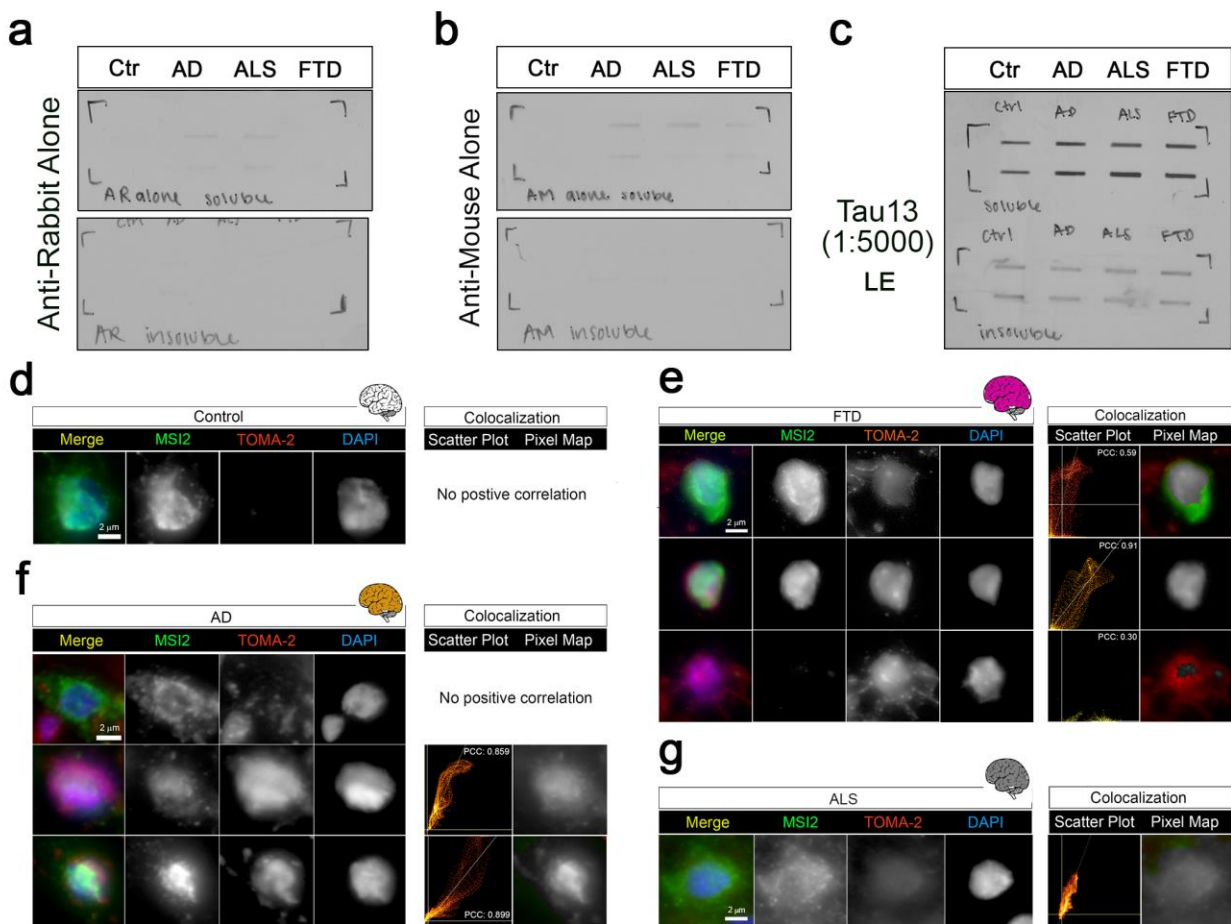 a
Ctr AD ALS FTD
Anti-Rabbit Alone
AR alone soluble
Ctrl AD ALS FTD
AR insoluble
b
Ctr AD ALS FTD
Anti-Mouse Alone
AM alone soluble
AM insoluble
c
Ctr AD ALS FTD
Tau13
(1:5000)
LE
Ctrl AD ALS FTD
soluble
Ctrl AD ALS FTD
insoluble
d
Control
Colocalization
Merge MSI2 TOMA-2 DAPI
Scatter Plot Pixel Map
2 μm
No postive correlation
e
FTD
Colocalization
Merge MSI2 TOMA-2 DAPI
Scatter Plot Pixel Map
2 μm
PCC: 0.59
PCC: 0.91
PCC: 0.30
f
AD
Colocalization
Merge MSI2 TOMA-2 DAPI
Scatter Plot Pixel Map
2 μm
No positive correlation
PCC: 0.859
PCC: 0.899
g
ALS
Colocalization
Merge MSI2 TOMA-2 DAPI
Scatter Plot Pixel Map
2 μm